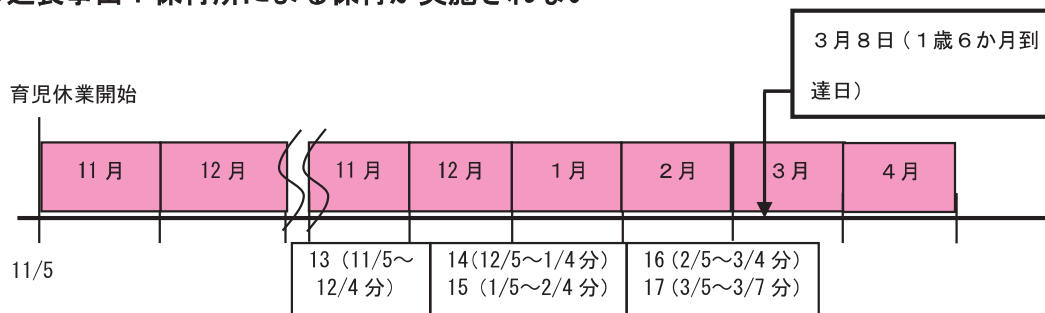 ３月８日（１歳６か月到
達日）
育児休業開始
11月
12月
11月
12月
１月
２月
３月
４月
11/5
13（11/5～
12/4 分）
14(12/5～1/4 分)
15（1/5～2/4 分）
16（2/5～3/4 分）
17（3/5～3/7 分）